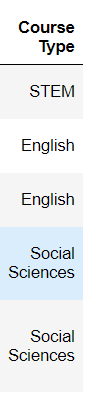 Course
Type
STEM
English
English
Social
Sciences
Social
Sciences